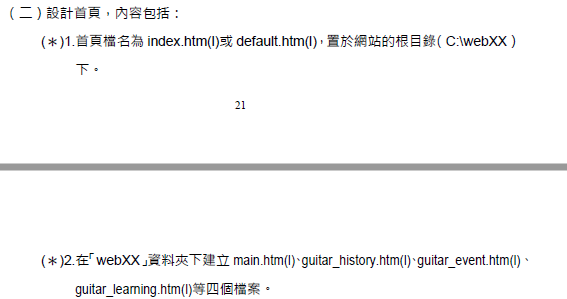 （二）設計首頁，內容包括：
(＊)1.首頁檔名為 index.htm(l)或 default.htm(l)，置於網站的根目錄（C:\webXX）
下。
21
(＊)2.在「webXX」資料夾下建立 main.htm(l)、guitar_history.htm(l)、guitar_event.htm(l)、
guitar_learning.htm(l)等四個檔案。